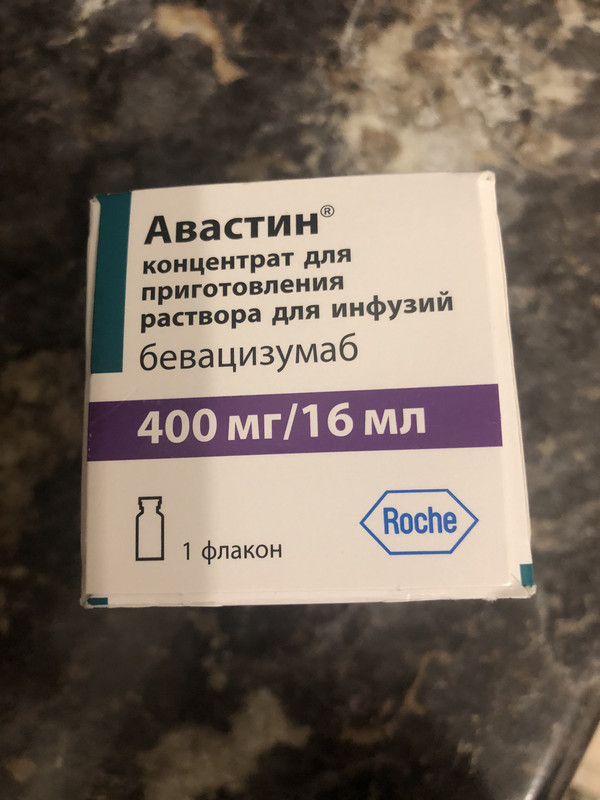 Авастин®
концентрат для
приготовления
раствора для инфузий
бевацизумаб
400 мг/16 мл
1 флакон
Roche